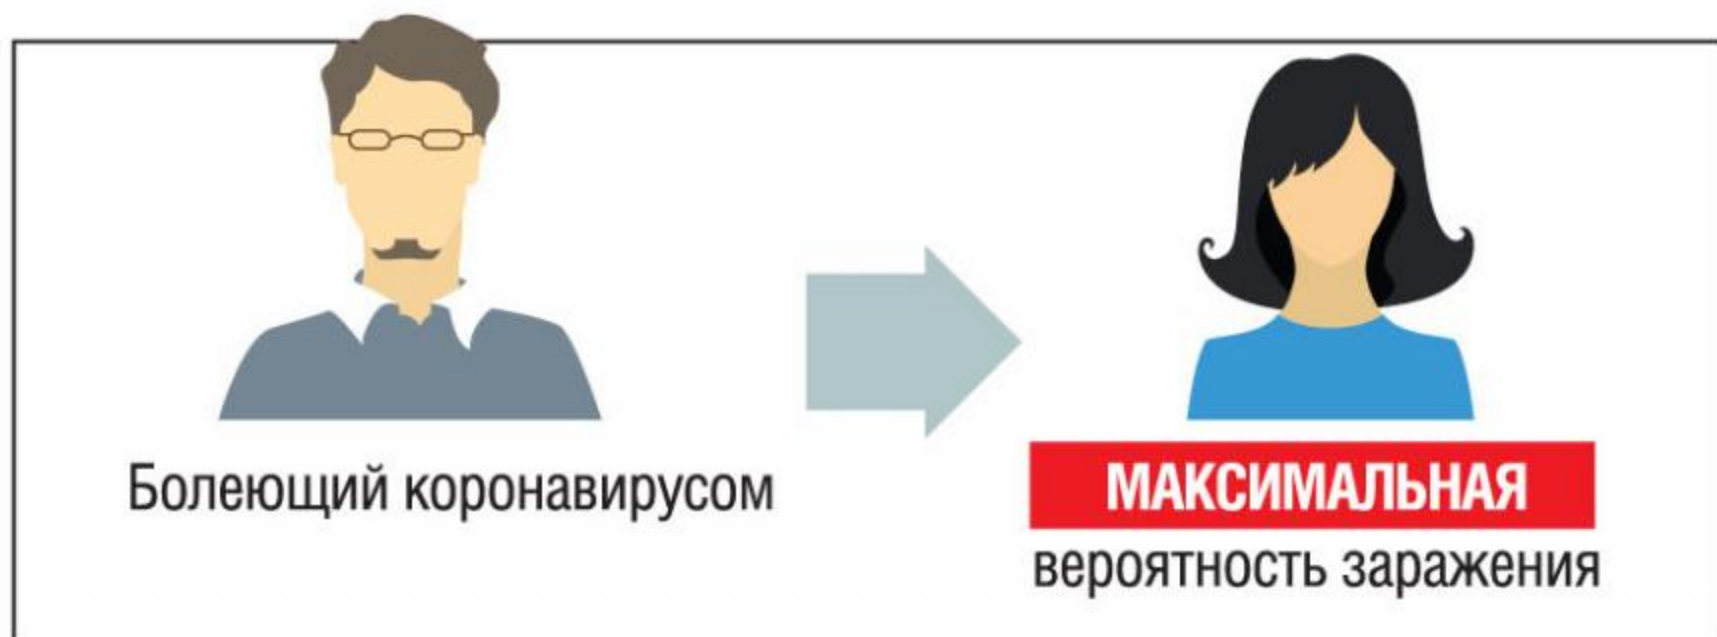 Болеющий коронавирусом
МАКСИМАЛЬНАЯ
вероятность заражения